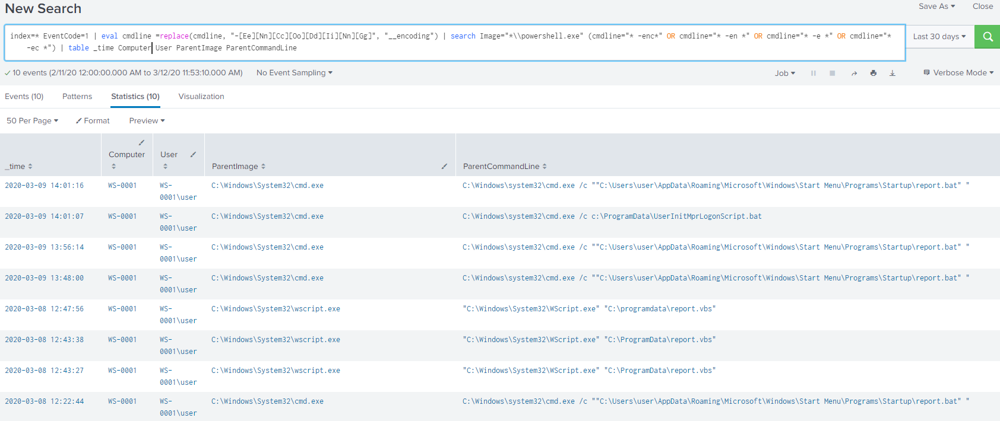 New Search
Save As
Close
index=* EventCode=1 | eval cmdline =replace(cmdline, "-[Ee][Nn][Cc][Oo][Dd][Ii][Nn][Gg]", "__encoding") | search Image="*\\powershell.exe" (cmdline="* -enc*" OR cmdline="* -en *" OR cmdline="* -e *" OR cmdline="*
-ec *") | table _time Computer User ParentImage ParentCommandLine
Last 30 days
10 events (2/11/20 12:00:00.000 AM to 3/12/20 11:53:10.000 AM)
No Event Sampling
Job
Verbose Mode
Events (10)
Patterns
Statistics (10)
Visualization
50 Per Page
Format
Preview
_time
Computer
User
ParentImage
ParentCommandLine
2020-03-09 14:01:16 WS-0001 WS- C:\Windows\System32\cmd.exe C:\Windows\system32\cmd.exe /c ""C:\Users\user\AppData\Roaming\Microsoft\Windows\Start Menu\Programs\Startup\report.bat" "
0001\user
2020-03-09 14:01:07 WS-0001 WS- C:\Windows\System32\cmd.exe C:\Windows\system32\cmd.exe /c c:\ProgramData\UserInitMprLogonScript.bat
0001\user
2020-03-09 13:56:14 WS-0001 WS- C:\Windows\System32\cmd.exe C:\Windows\system32\cmd.exe /c ""C:\Users\user\AppData\Roaming\Microsoft\Windows\Start Menu\Programs\Startup\report.bat" "
0001\user
2020-03-09 13:48:00 WS-0001 WS- C:\Windows\System32\cmd.exe C:\Windows\system32\cmd.exe /c ""C:\Users\user\AppData\Roaming\Microsoft\Windows\Start Menu\Programs\Startup\report.bat" "
0001\user
2020-03-08 12:47:56 WS-0001 WS- C:\Windows\System32\wscript.exe "C:\Windows\System32\WScript.exe" "C:\programdata\report.vbs"
0001\user
2020-03-08 12:43:38 WS-0001 WS- C:\Windows\System32\wscript.exe "C:\Windows\System32\WScript.exe" "C:\ProgramData\report.vbs"
0001\user
2020-03-08 12:43:27 WS-0001 WS- C:\Windows\System32\wscript.exe "C:\Windows\System32\WScript.exe" "C:\ProgramData\report.vbs"
0001\user
2020-03-08 12:22:44 WS-0001 WS- C:\Windows\System32\cmd.exe C:\Windows\system32\cmd.exe /c ""C:\Users\user\AppData\Roaming\Microsoft\Windows\Start Menu\Programs\Startup\report.bat" "
0001\user